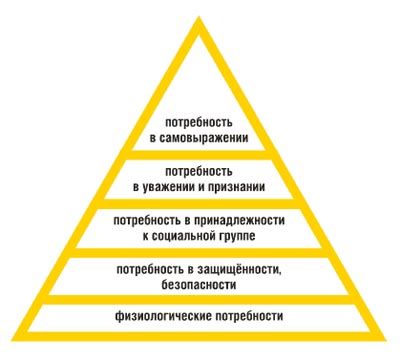 потребность
в самовыражении
потребность
в уважении и признании
потребность в принадлежности
к социальной группе
потребность в защищённости,
безопасности
физиологические потребности